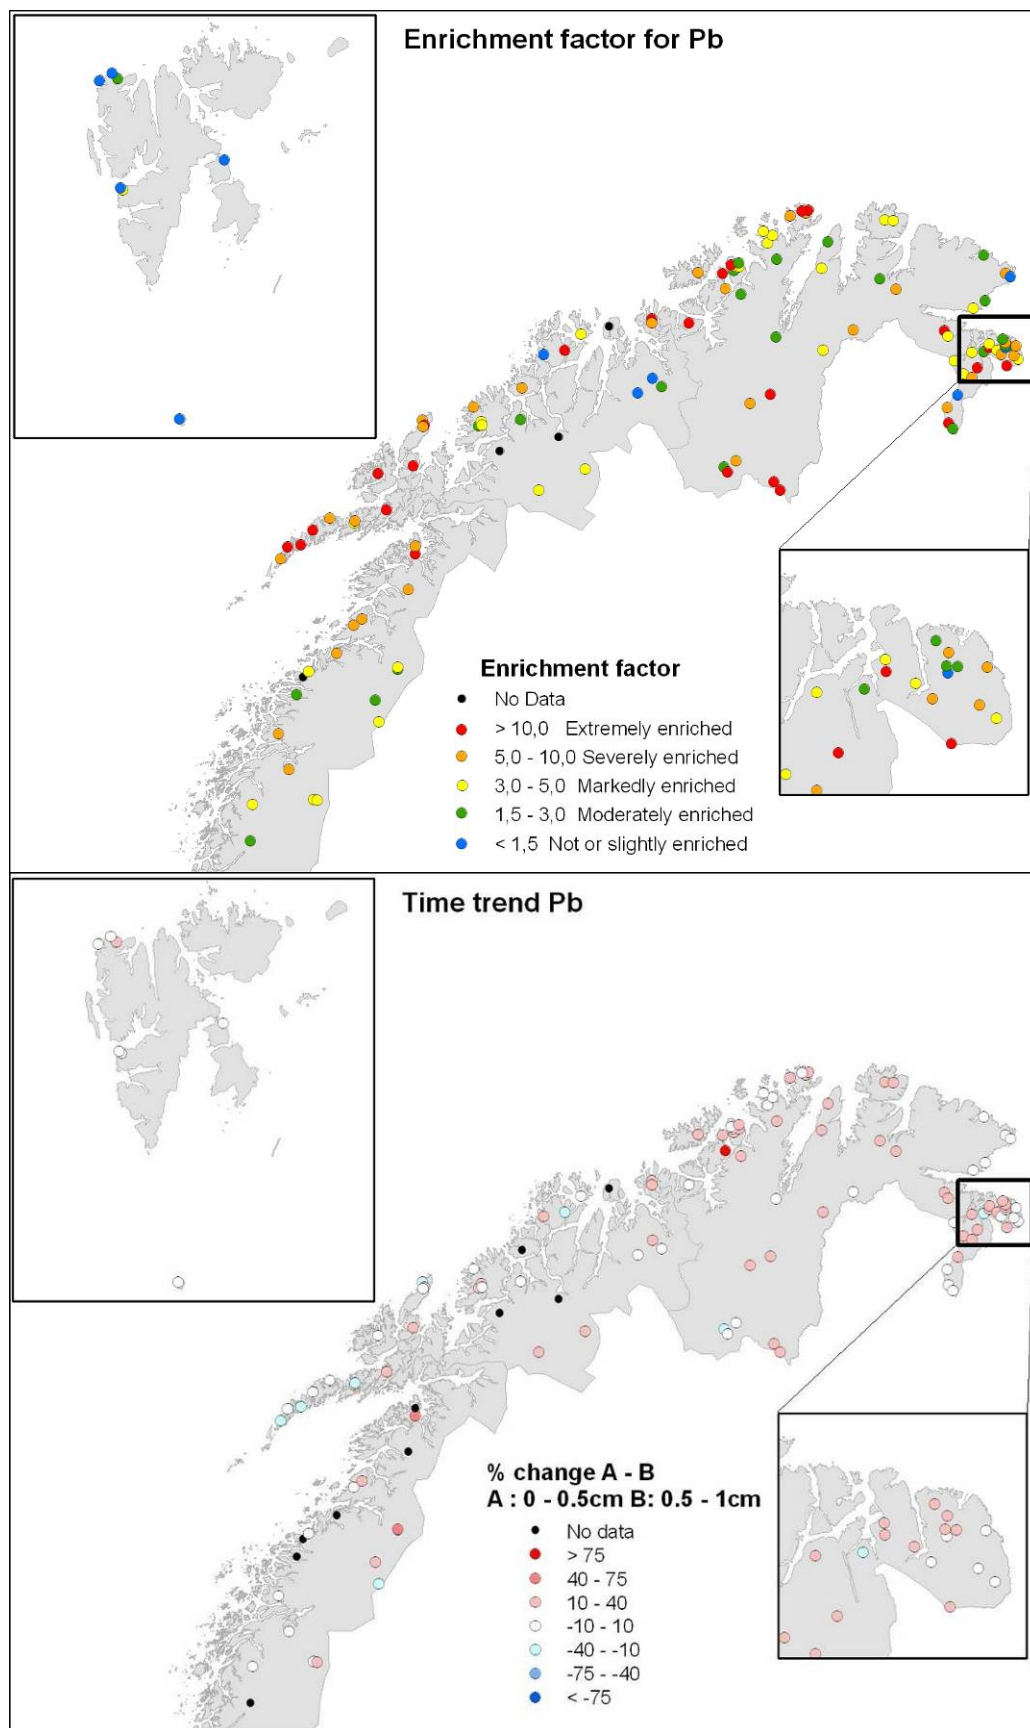 Enrichment factor for Pb
Enrichment factor
No Data
> 10,0 Extremely enriched
5,0 - 10,0 Severely enriched
3,0 - 5,0 Markedly enriched
1,5 - 3,0 Moderately enriched
< 1,5 Not or slightly enriched
Time trend Pb
% change A - B
A : 0 - 0.5cm B: 0.5 - 1cm
No data
> 75
40 - 75
10 - 40
-10 - 10
-40 - -10
-75 - -40
< -75